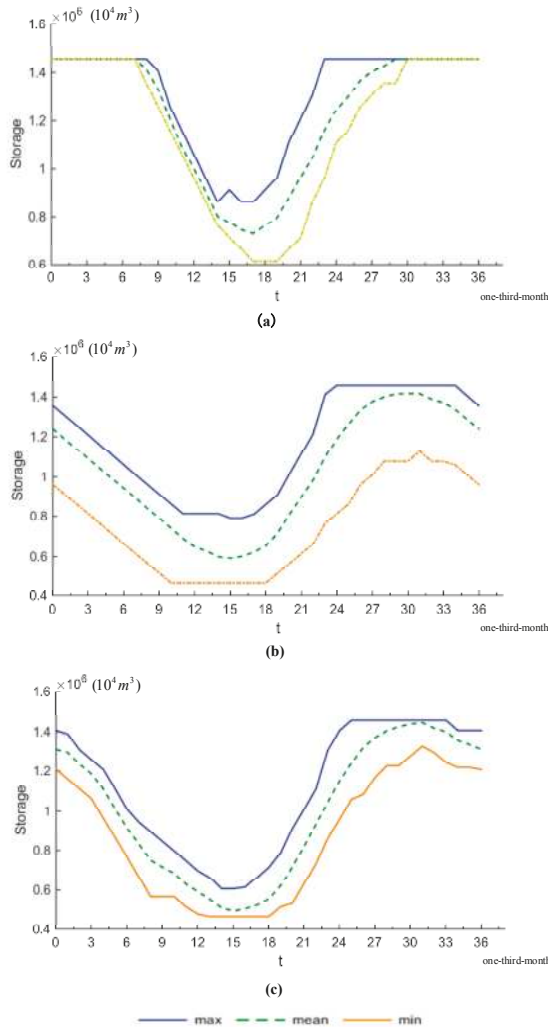 ×10⁶ (10⁴m³)
1.6
1.4
1.2
1
0.8
0.6
Storage
0 3 6 9 12 15 18 21 24 27 30 33 36
t
one-third-month
(a)
×10⁶ (10⁴m³)
1.6
1.4
1.2
1
0.8
0.6
0.4
Storage
0 3 6 9 12 15 18 21 24 27 30 33 36
t
one-third-month
(b)
×10⁶ (10⁴m³)
1.6
1.4
1.2
1
0.8
0.6
0.4
Storage
0 3 6 9 12 15 18 21 24 27 30 33 36
t
one-third-month
(c)
max mean min